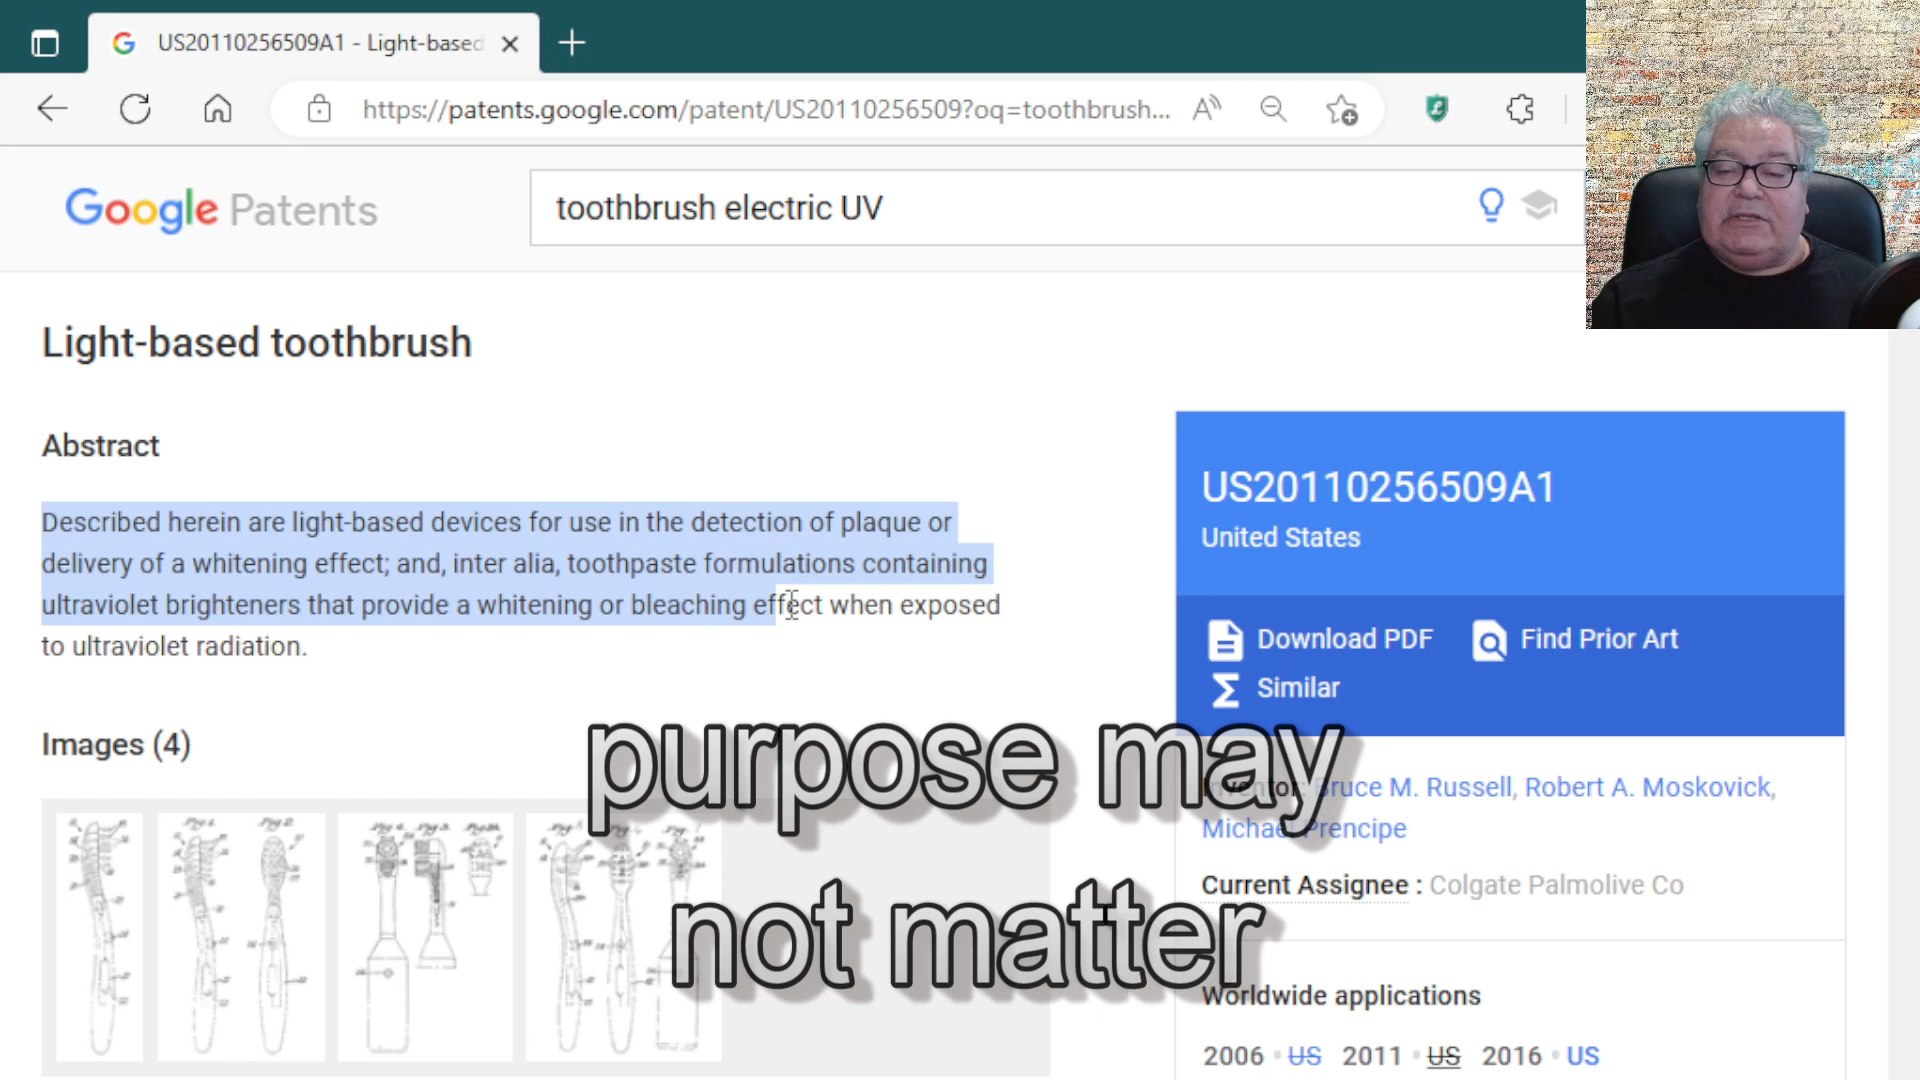 US20110256509A1 - Light-based
https://patents.google.com/patent/US20110256509?oq=toothbrush...
Google Patents
toothbrush electric UV
Light-based toothbrush
Abstract
Described herein are light-based devices for use in the detection of plaque or
delivery of a whitening effect; and, inter alia, toothpaste formulations containing
ultraviolet brighteners that provide a whitening or bleaching effect when exposed
to ultraviolet radiation.
Images (4)
US20110256509A1
United States
Download PDF
Find Prior Art
Similar
Inventor: Bruce M. Russell, Robert A. Moskovick,
Michael Prencipe
Current Assignee : Colgate Palmolive Co
Worldwide applications
2006 • US 2011 • US 2016 • US
purpose may
not matter